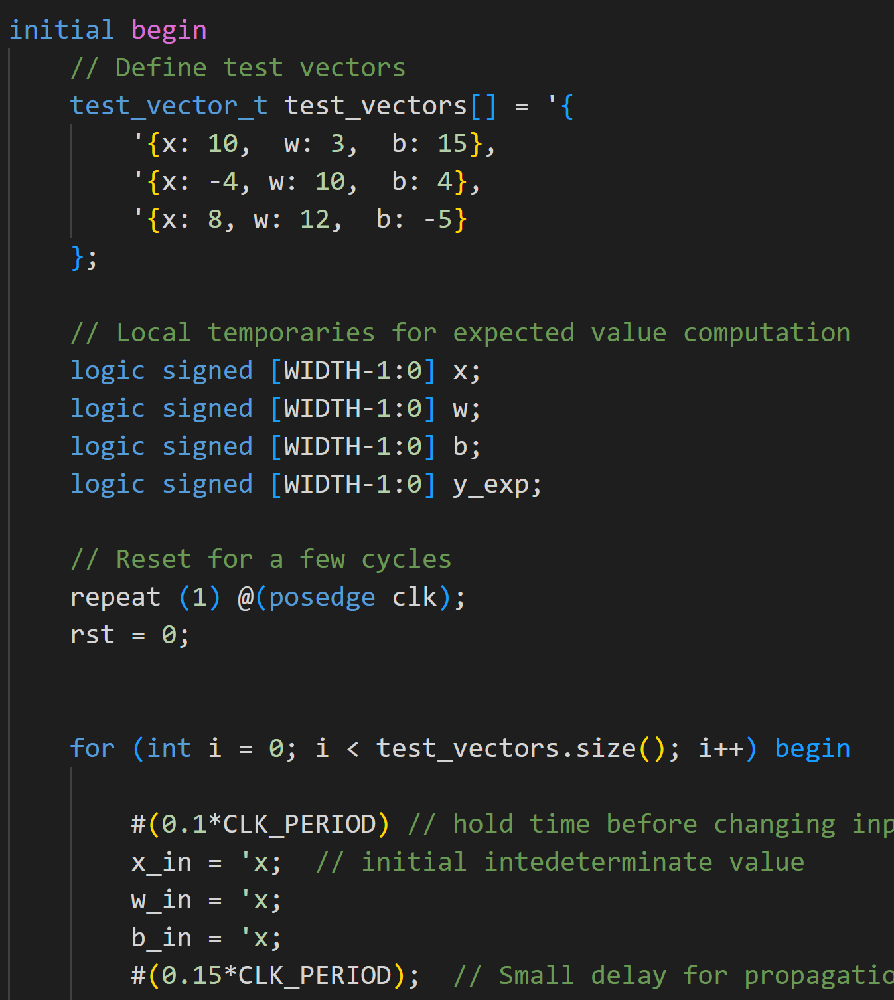 initial begin
// Define test vectors
test_vector_t test_vectors[] = '{
'{x: 10,  w: 3,  b: 15},
'{x: -4, w: 10,  b: 4},
'{x: 8, w: 12,  b: -5}
};
// Local temporaries for expected value computation
logic signed [WIDTH-1:0] x;
logic signed [WIDTH-1:0] w;
logic signed [WIDTH-1:0] b;
logic signed [WIDTH-1:0] y_exp;
// Reset for a few cycles
repeat (1) @(posedge clk);
rst = 0;
for (int i = 0; i < test_vectors.size(); i++) begin
#(0.1*CLK_PERIOD) // hold time before changing inp
x_in = 'x;  // initial intedeterminate value
w_in = 'x;
b_in = 'x;
#(0.15*CLK_PERIOD);  // Small delay for propagatio